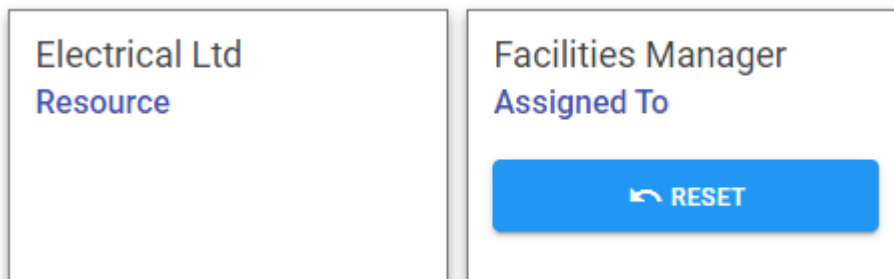 Electrical Ltd
Resource
Facilities Manager
Assigned To
RESET